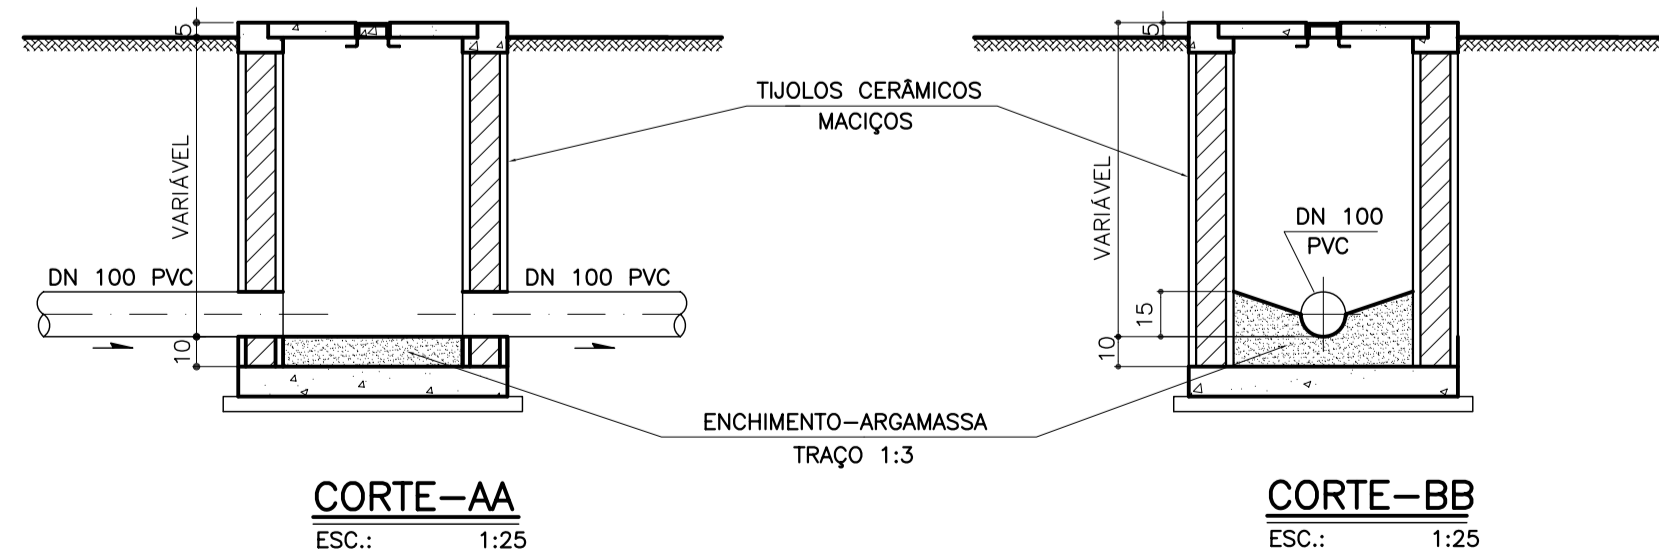 5
5
TIJOLOS CERÂMICOS
MACIÇOS
VARIÁVEL
VARIÁVEL
DN 100
PVC
DN 100 PVC
DN 100 PVC
15
10
10
ENCHIMENTO-ARGAMASSA
TRAÇO 1:3
CORTE-AA
ESC.: 1:25
CORTE-BB
ESC.: 1:25